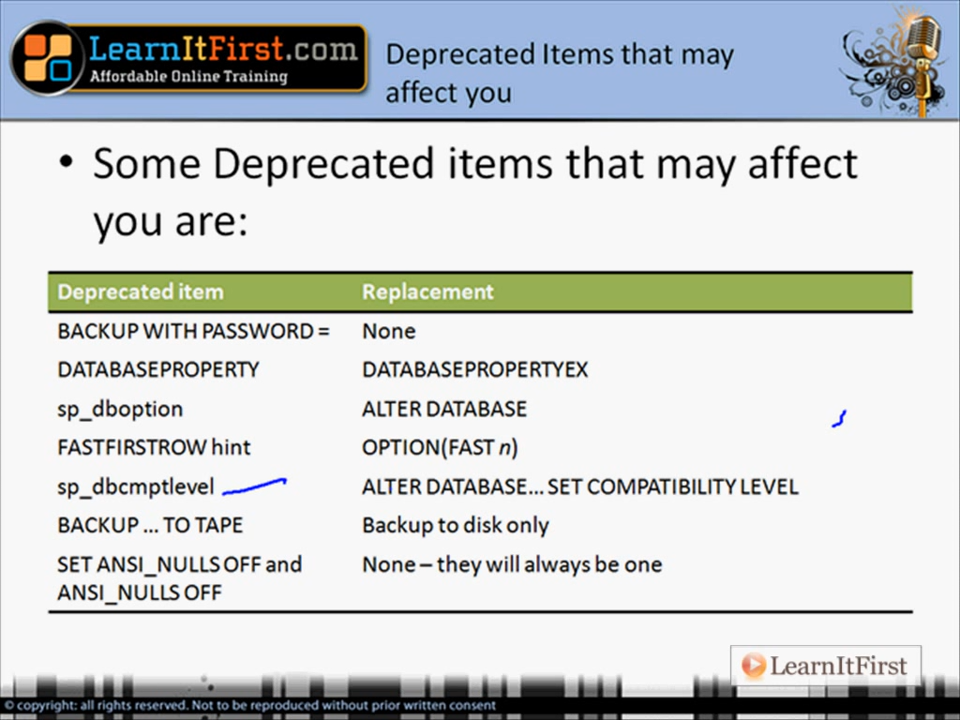 LearnItFirst.com
Affordable Online Training
Deprecated Items that may
affect you
• Some Deprecated items that may affect
you are:
Deprecated item Replacement
BACKUP WITH PASSWORD = None
DATABASEPROPERTY DATABASEPROPERTYEX
sp_dboption ALTER DATABASE
FASTFIRSTROW hint OPTION(FAST n)
sp_dbcmptlevel ALTER DATABASE... SET COMPATIBILITY LEVEL
BACKUP ... TO TAPE Backup to disk only
SET ANSI_NULLS OFF and None – they will always be one
ANSI_NULLS OFF
LearnItFirst
© copyright: all rights reserved. Not to be reproduced without prior written consent